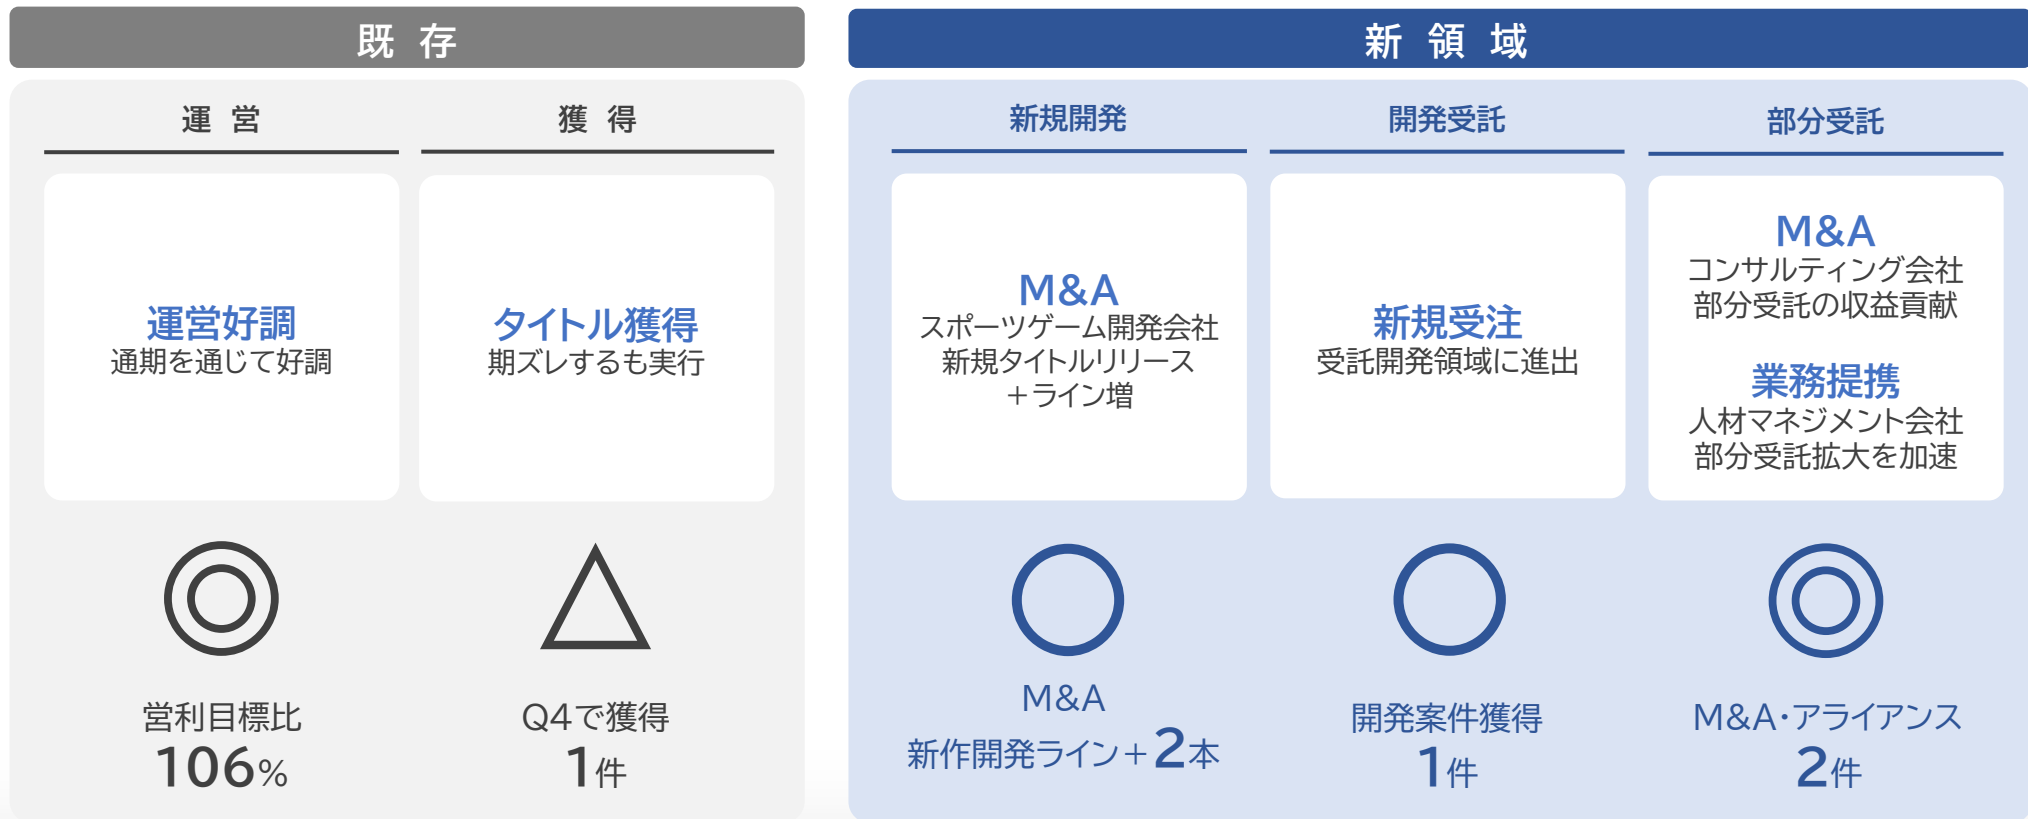 既存
運営
運営好調
通期を通じて好調
営利目標比
106%
獲得
タイトル獲得
期ズレするも実行
Q4で獲得
1件
新領域
新規開発
M&A
スポーツゲーム開発会社
新規タイトルリリース
＋ライン増
M&A
新作開発ライン＋2本
開発受託
新規受注
受託開発領域に進出
開発案件獲得
1件
部分受託
M&A
コンサルティング会社
部分受託の収益貢献
業務提携
人材マネジメント会社
部分受託拡大を加速
M&A・アライアンス
2件